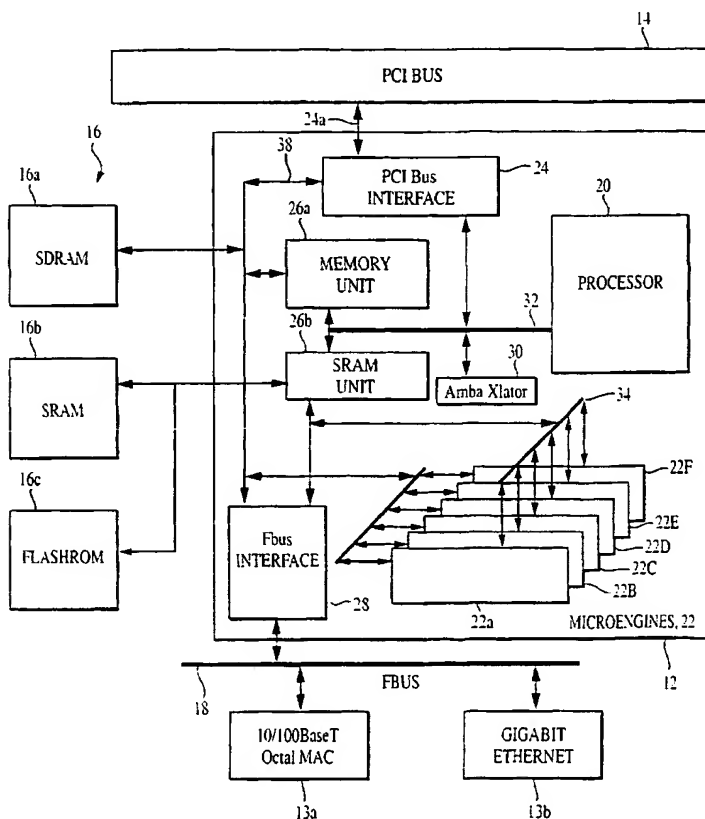 14
PCI BUS
24a
16
38
PCI Bus
INTERFACE
24
16a
SDRAM
26a
MEMORY
UNIT
20
PROCESSOR
32
16b
SRAM
26b
SRAM
UNIT
30
Amba Xlator
34
16c
FLASHROM
Fbus
INTERFACE
28
22F
22E
22D
22C
22B
22a
MICROENGINES, 22
12
18
FBUS
10/100BaseT
Octal MAC
13a
GIGABIT
ETHERNET
13b